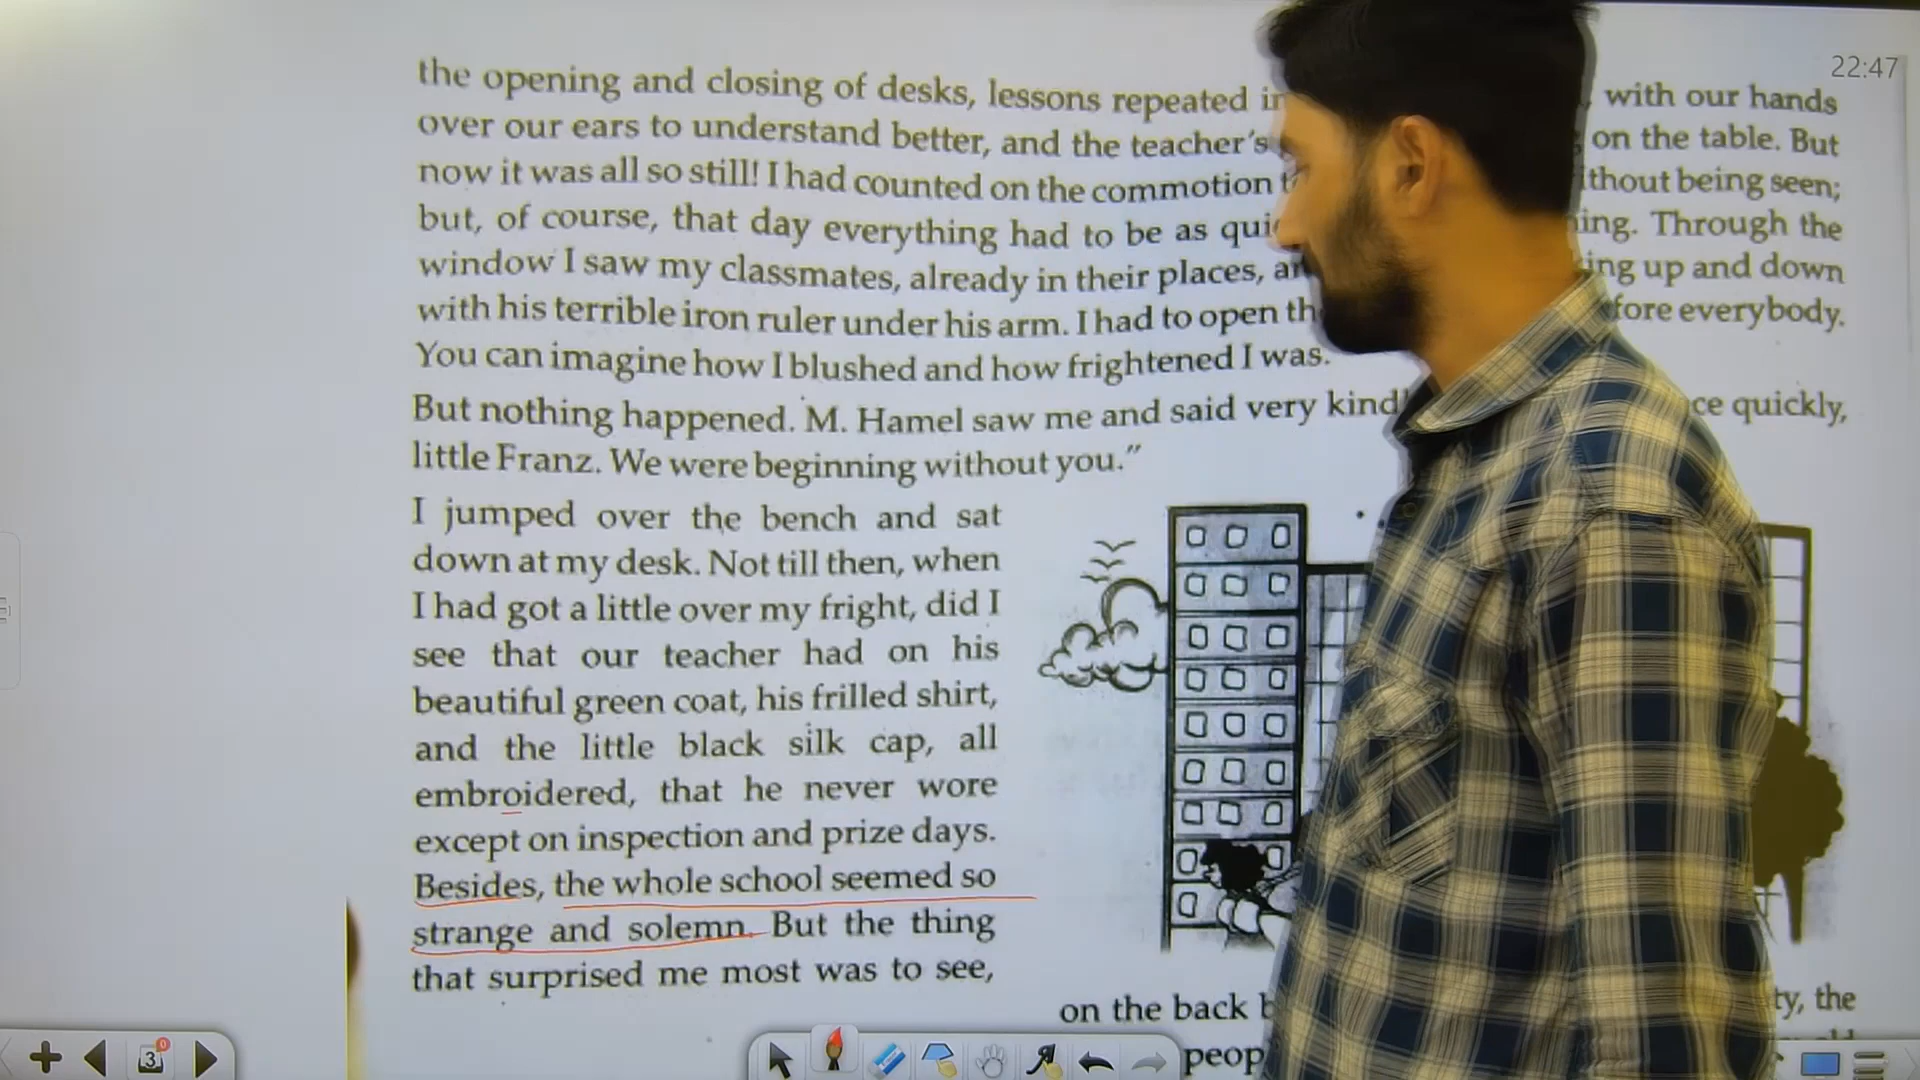 22:47
the opening and closing of desks, lessons repeated in with our hands
over our ears to understand better, and the teacher's on the table. But
now it was all so still! I had counted on the commotion without being seen;
but, of course, that day everything had to be as Through the
window I saw my classmates, already in their places, up and down
with his terrible iron ruler under his arm. I had to open everybody.
You can imagine how I blushed and how frightened I was.
But nothing happened. M. Hamel saw me and said very quickly,
little Franz. We were beginning without you."
I jumped over the bench and sat
down at my desk. Not till then, when
I had got a little over my fright, did I
see that our teacher had on his
beautiful green coat, his frilled shirt,
and the little black silk cap, all
embroidered, that he never wore
except on inspection and prize days.
Besides, the whole school seemed so
strange and solemn. But the thing
that surprised me most was to see,
on the back the
3
0